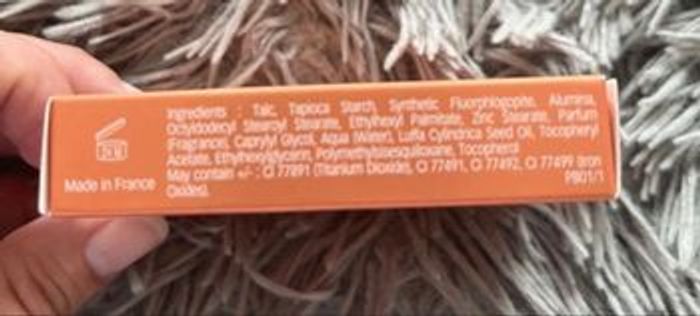 Ingredients : Talc, Tapioca Starch, Synthetic Fluorphlogopite, Alumina,
Octyldodecyl Stearoyl Stearate, Ethylhexyl Palmitate, Zinc Stearate, Parfum
(Fragrance), Caprylyl Glycol, Aqua (Water), Luffa Cylindrica Seed Oil, Tocopheryl
Acetate, Ethylhexylglycerin, Polymethylsilsesquioxane, Tocopherol
May contain +/- : CI 77891 (Titanium Dioxide), CI 77491, CI 77492, CI 77499 (Iron
Oxides).
PB01/1
Made in France